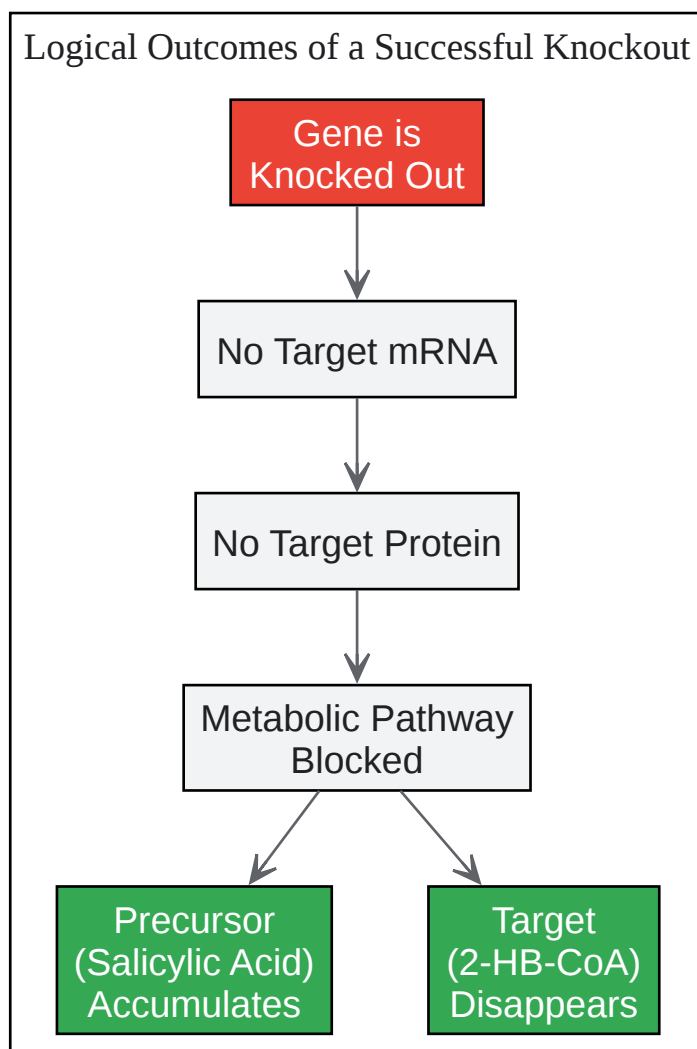 Logical Outcomes of a Successful Knockout
Gene is
Knocked Out
No Target mRNA
No Target Protein
Metabolic Pathway
Blocked
Precursor
(Salicylic Acid)
Accumulates
Target
(2-HB-CoA)
Disappears